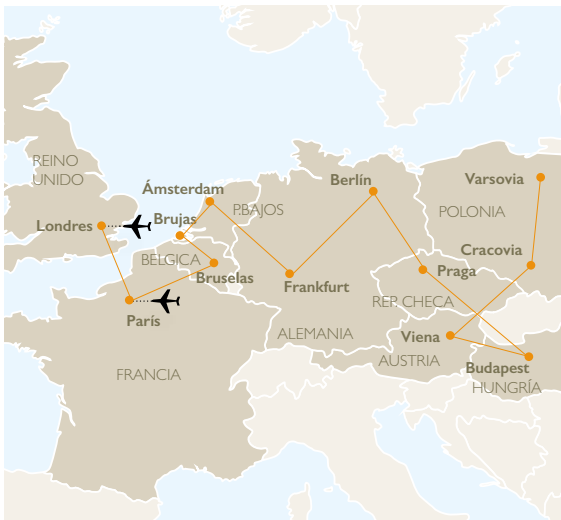 REINO
UNIDO
Londres
Ámsterdam
Brujas
P.BAJOS
BELGICA
Bruselas
París
FRANCIA
Berlín
Frankfurt
ALEMANIA
Varsovia
POLONIA
Cracovia
Praga
REP. CHECA
Viena
AUSTRIA
Budapest
HUNGRÍA